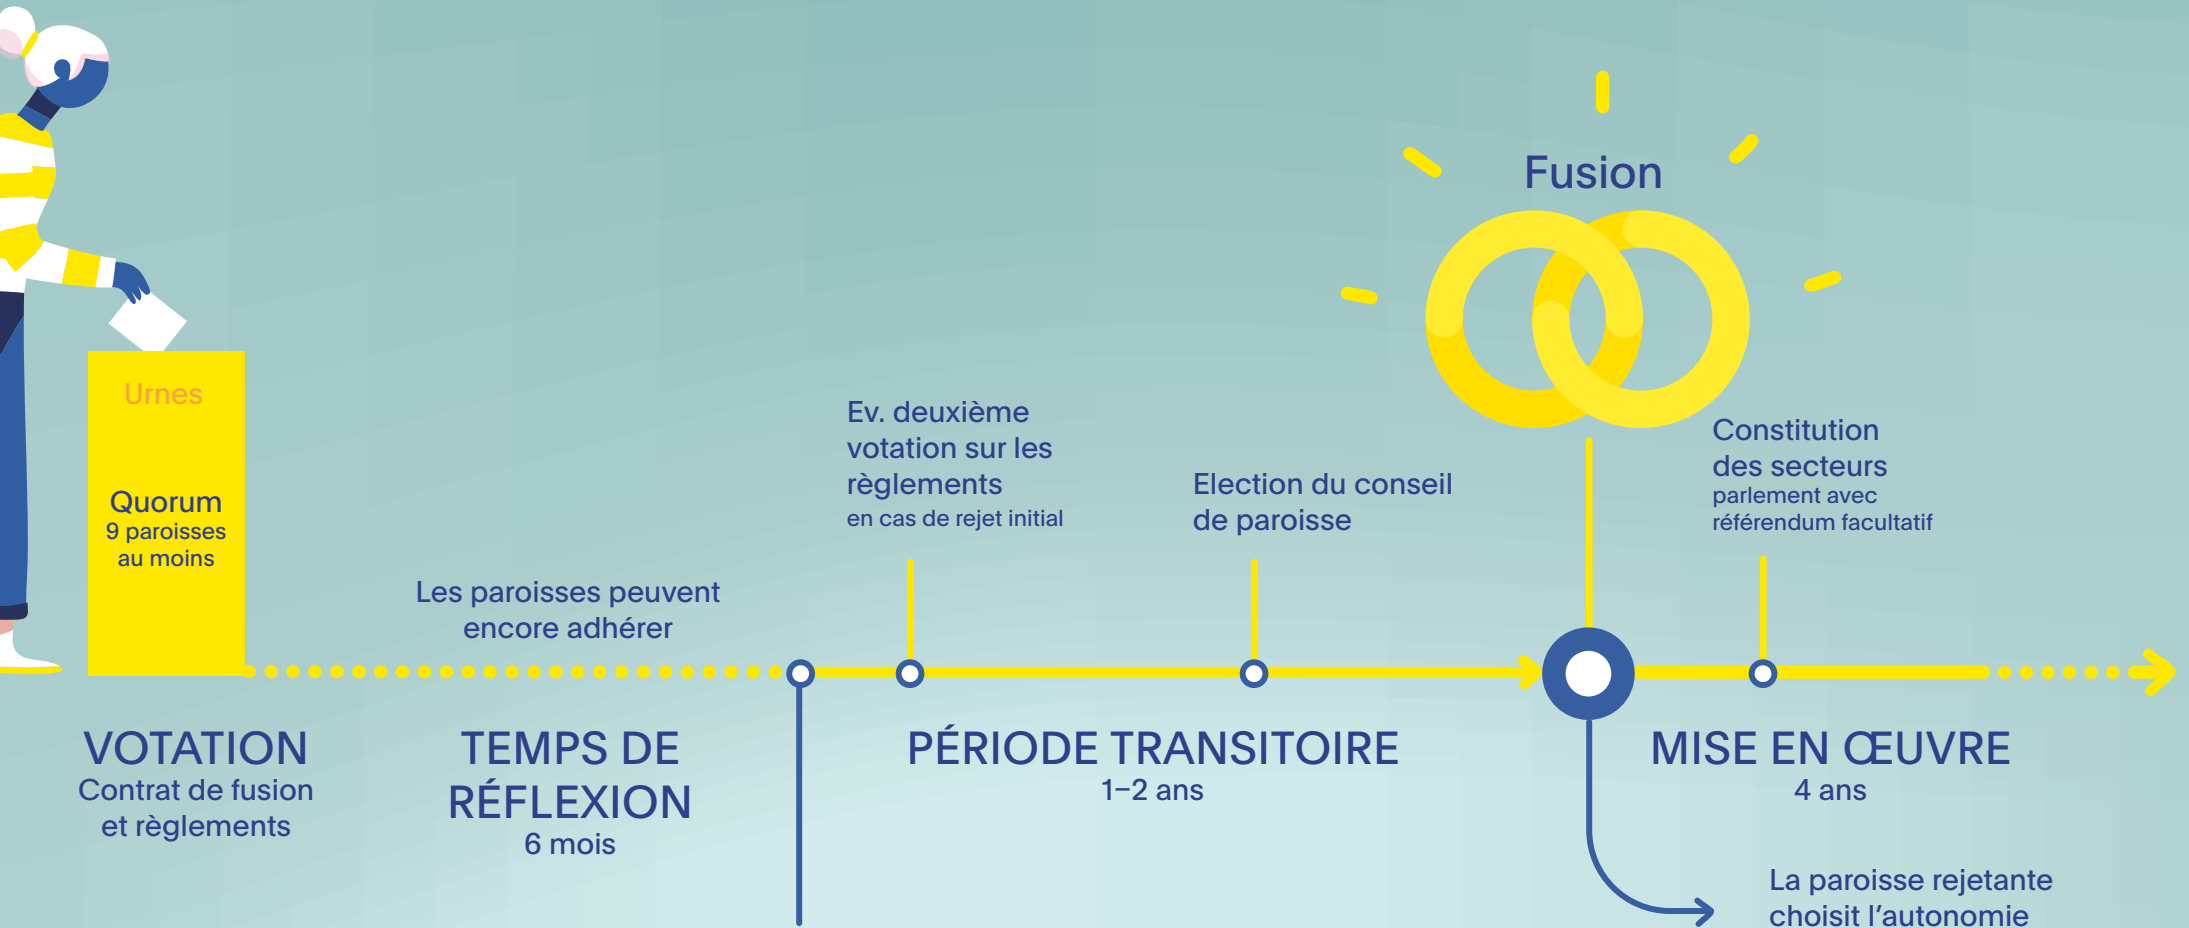 Urnes
Quorum
9 paroisses
au moins
VOTATION
Contrat de fusion
et règlements
Les paroisses peuvent
encore adhérer
TEMPS DE
RÉFLEXION
6 mois
Ev. deuxième
votation sur les
règlements
en cas de rejet initial
Election du conseil
de paroisse
PÉRIODE TRANSITOIRE
1–2 ans
Fusion
Constitution
des secteurs
parlement avec
référendum facultatif
MISE EN ŒUVRE
4 ans
La paroisse rejetante
choisit l’autonomie